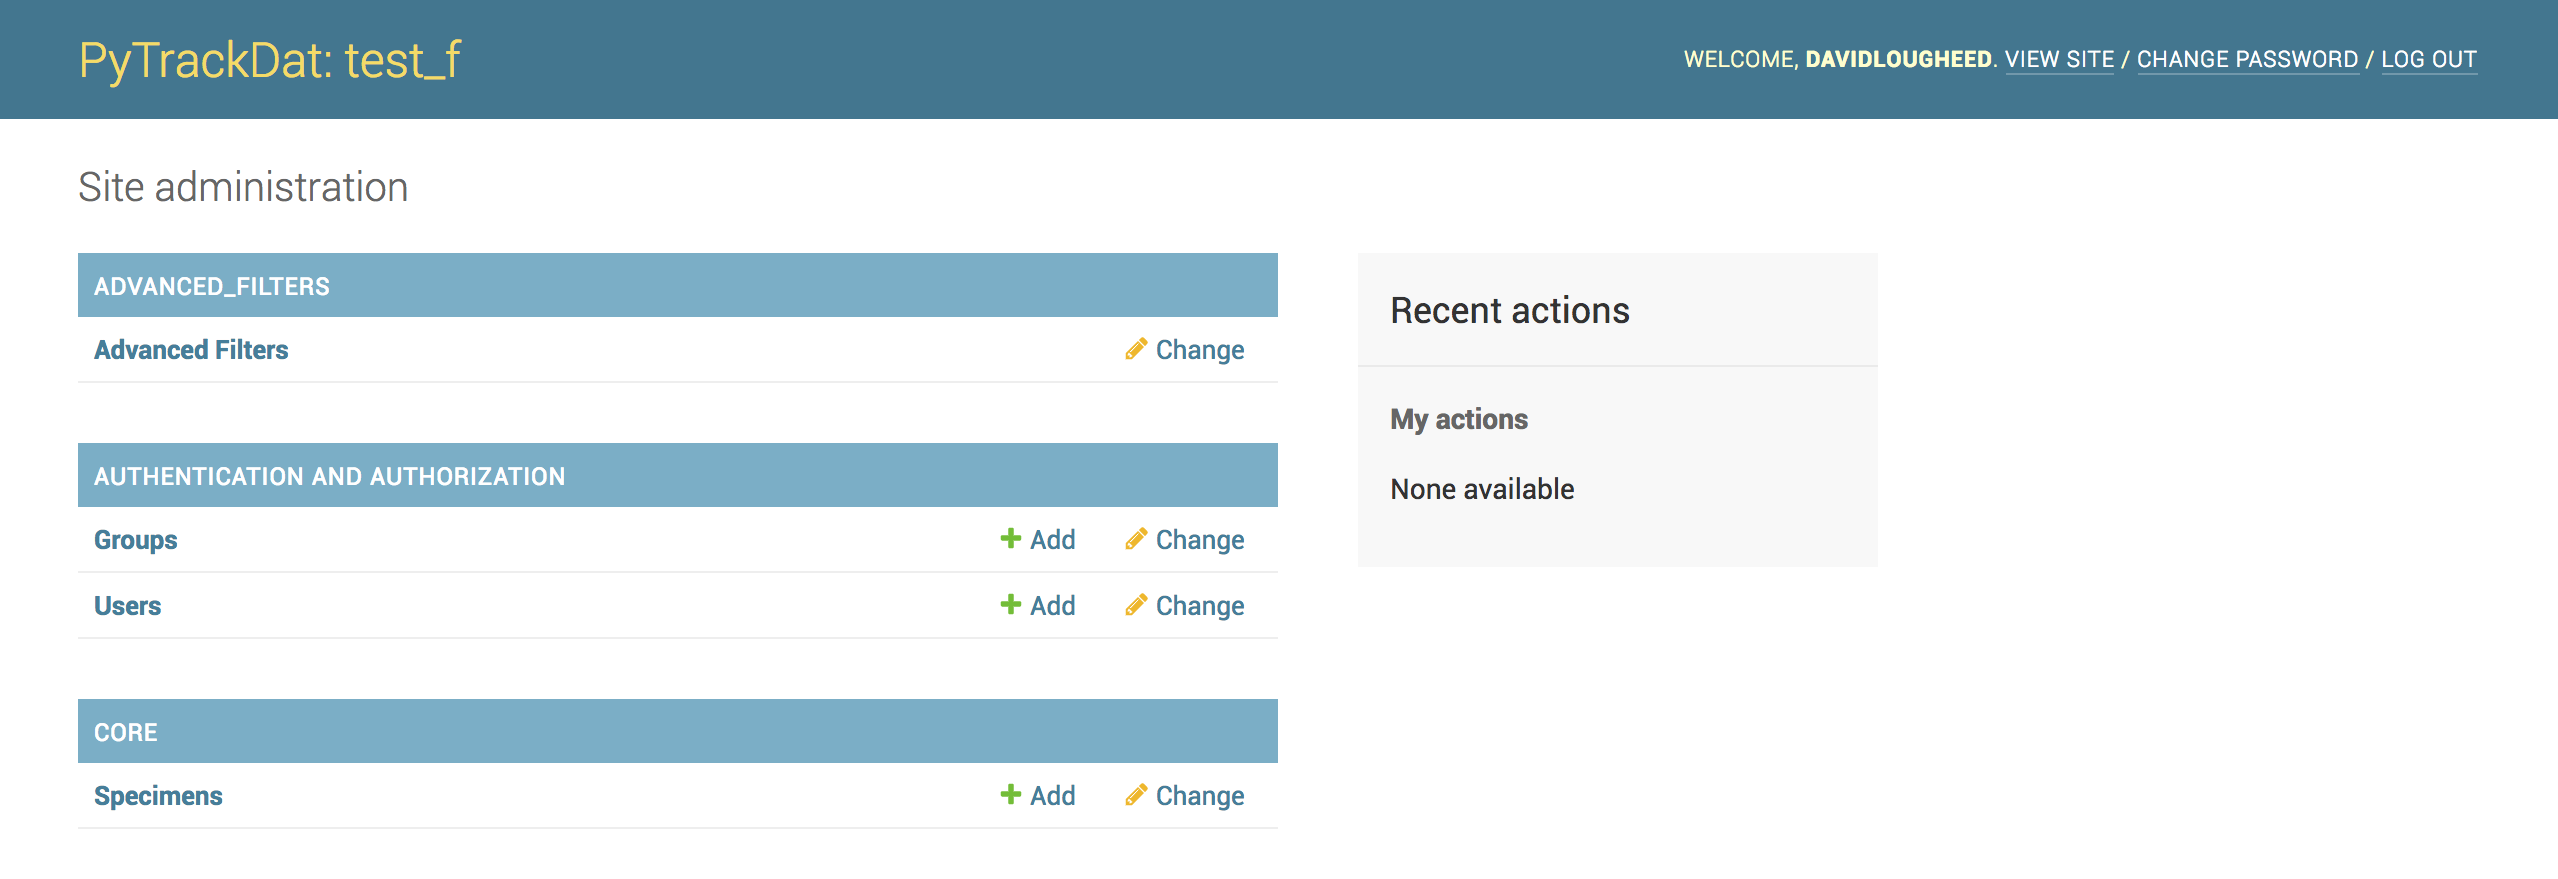 PyTrackDat: test_f
WELCOME, DAVIDLOUGHEED. VIEW SITE / CHANGE PASSWORD / LOG OUT
Site administration
ADVANCED_FILTERS
Advanced Filters Change
AUTHENTICATION AND AUTHORIZATION
Groups Add Change
Users Add Change
CORE
Specimens Add Change
Recent actions
My actions
None available